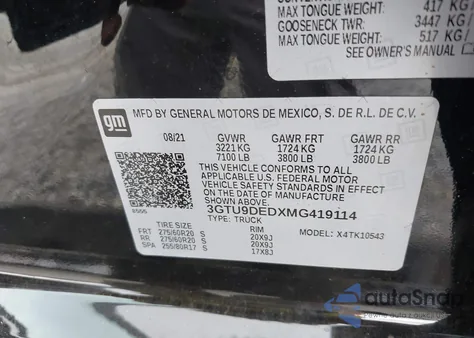 MAX TONGUE WEIGHT: 417 KG/
GOOSENECK TWR: 3447 KG/
MAX TONGUE WEIGHT: 517 KG/
SEE OWNER'S MANUAL
gm
MFD BY GENERAL MOTORS DE MEXICO, S. DE R.L. DE C.V.
08/21 GVWR GAWR FRT GAWR RR
3221 KG 1724 KG 1724 KG
7100 LB 3800 LB 3800 LB
THIS VEHICLE CONFORMS TO ALL
APPLICABLE U.S. FEDERAL MOTOR
VEHICLE SAFETY STANDARDS IN EFFECT
ON THE DATE OF MANUFACTURE SHOWN ABOVE.
3GTU9DEDXMG419114
TYPE: TRUCK MODEL: X4TK10543
TIRE SIZE RIM
FRT 275/60R20 S 20X9J
RR 275/60R20 S 20X9J
SPA 255/80R17 S 17X8J
autoSnap